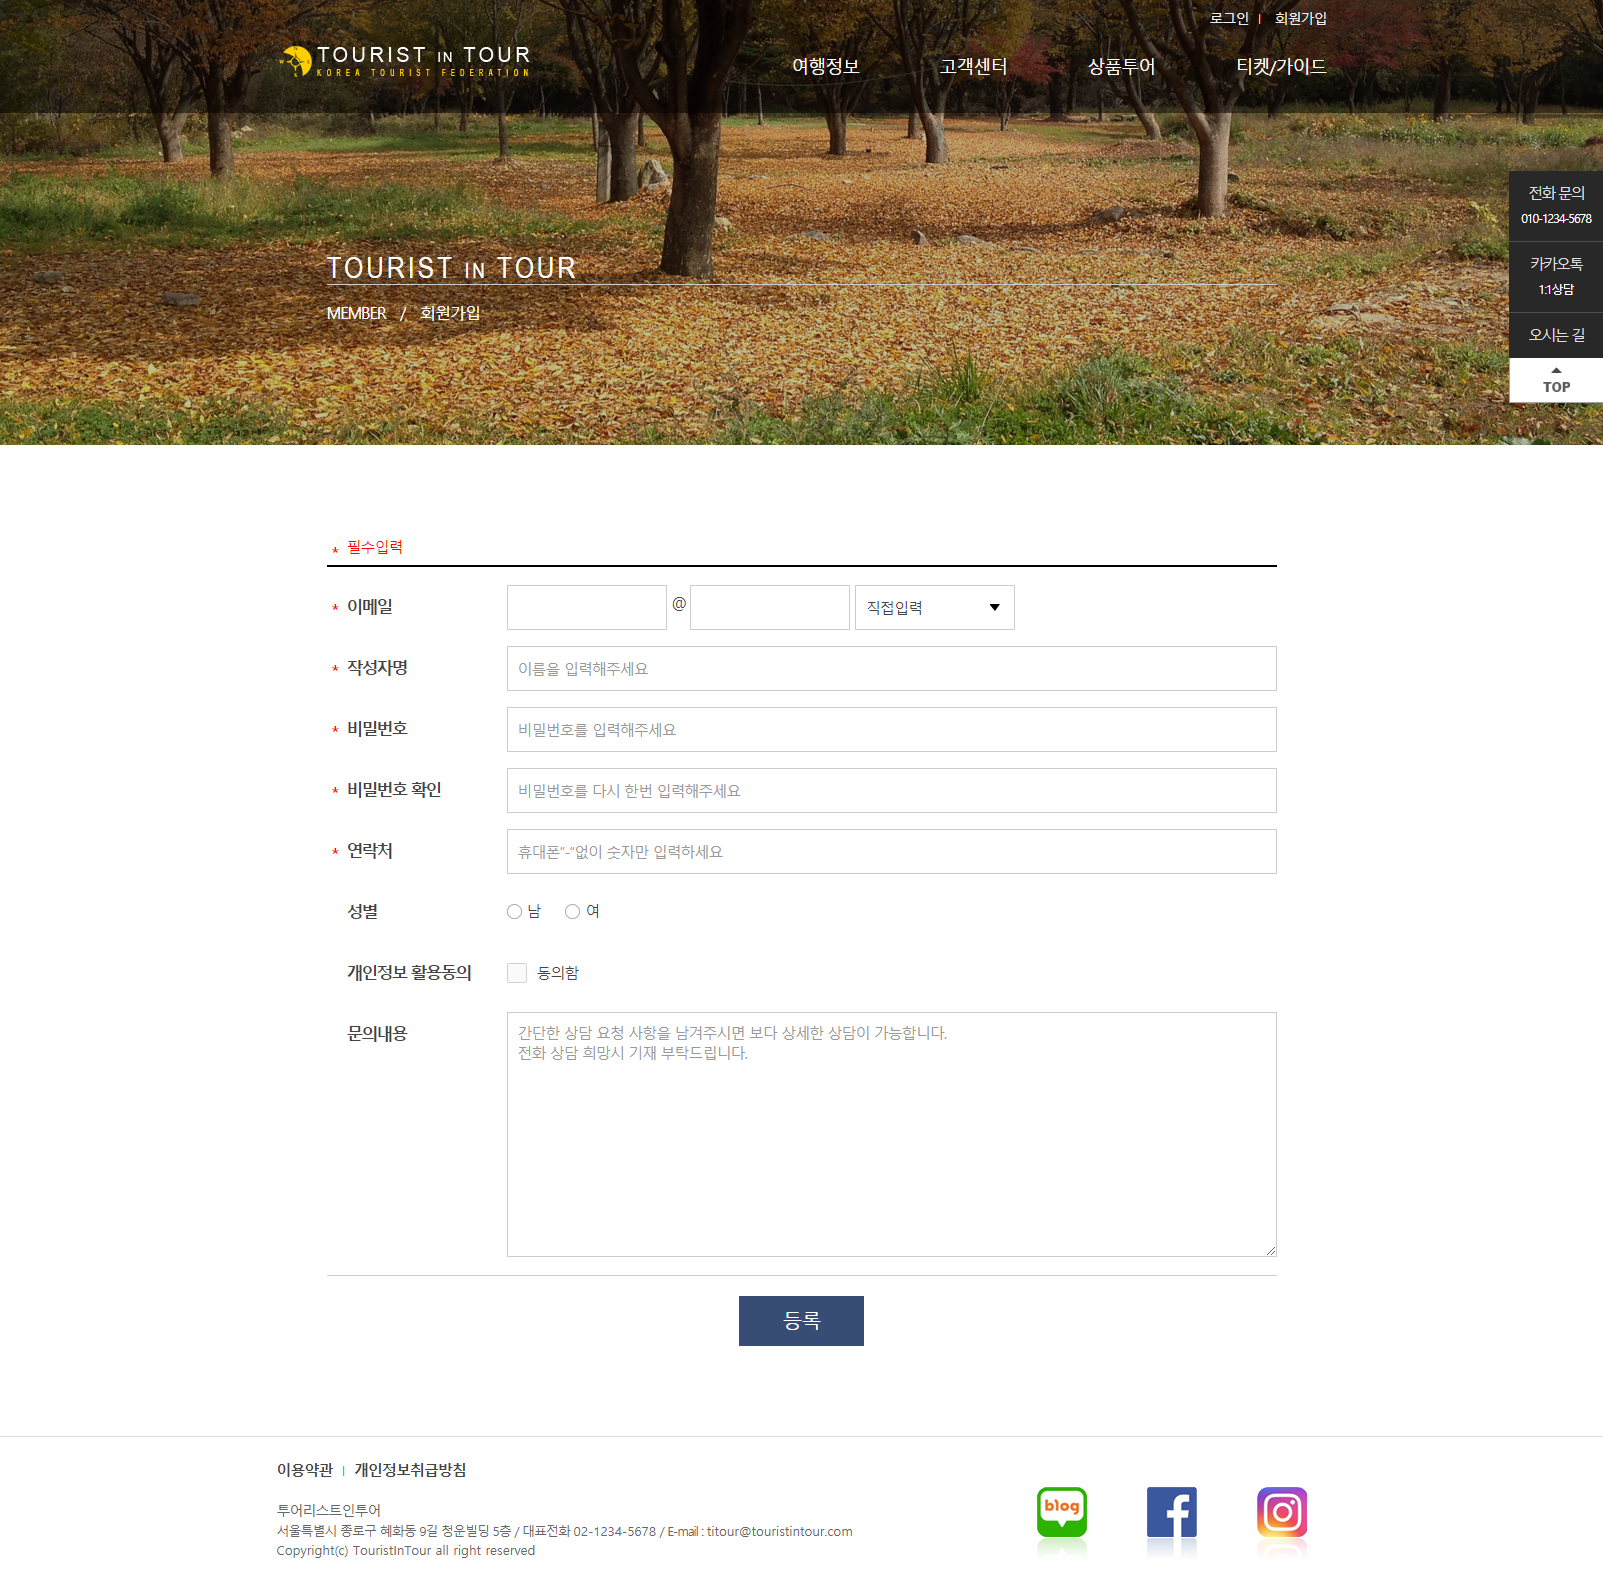 로그인 | 회원가입
TOURIST IN TOUR
KOREA TOURIST FEDERATION
여행정보 고객센터 상품투어 티켓/가이드
전화 문의
010-1234-5678
카카오톡
1:1상담
오시는 길
TOP
TOURIST IN TOUR
MEMBER / 회원가입
* 필수입력
* 이메일 @ 직접입력
* 작성자명 이름을 입력해주세요
* 비밀번호 비밀번호를 입력해주세요
* 비밀번호 확인 비밀번호를 다시 한번 입력해주세요
* 연락처 휴대폰"-"없이 숫자만 입력하세요
성별 남 여
개인정보 활용동의 동의함
문의내용 간단한 상담 요청 사항을 남겨주시면 보다 상세한 상담이 가능합니다.
전화 상담 희망시 기재 부탁드립니다.
등록
이용약관 | 개인정보취급방침
투어리스트인투어
서울특별시 종로구 혜화동 9길 청운빌딩 5층 / 대표전화 02-1234-5678 / E-mail : titour@touristintour.com
Copyright(c) TouristInTour all right reserved
blog